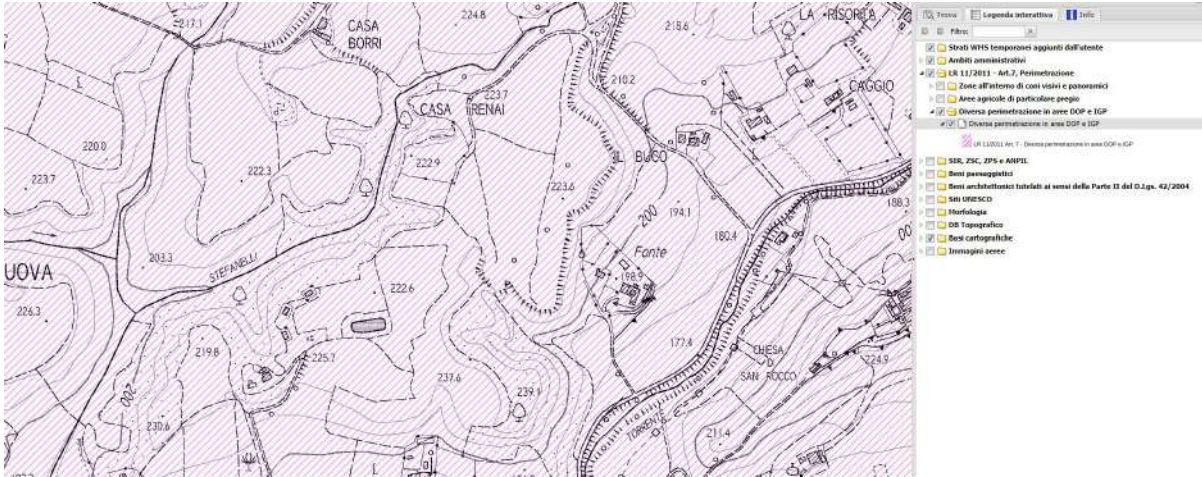 217.1
224.8
215.6
LA RISORTA
CASA
BORRI
210.2
223.7
CASA RENAI
CAGGIO
220.0
222.9
IL BUGO
223.7
222.3
223.6
200
194.1
188.3
180.4
Fonte
203.3
STEFANELLI
UOVA
198.9
222.6
226.3
219.8
225.7
177.4
CHIESA
DI
SAN ROCCO
224.9
200
237.6
239.1
TORRENTE
230.6
211.4
Trova
Legenda interattiva
Info
Filtro:
Strati WMS temporanei aggiunti dall'utente
Ambiti amministrativi
LR 11/2011 - Art.7, Perimetrazione
Zone all'interno di coni visivi e panoramici
Aree agricole di particolare pregio
Diversa perimetrazione in aree DOP e IGP
Diversa perimetrazione in aree DOP e IGP
LR 11/2011 Art. 7 - Diversa perimetrazione in aree DOP e IGP
SIR, ZSC, ZPS e ANPIL
Beni paesaggistici
Beni architettonici tutelati ai sensi della Parte II del D.Lgs. 42/2004
Siti UNESCO
Morfologia
DB Topografico
Basi cartografiche
Immagini aeree